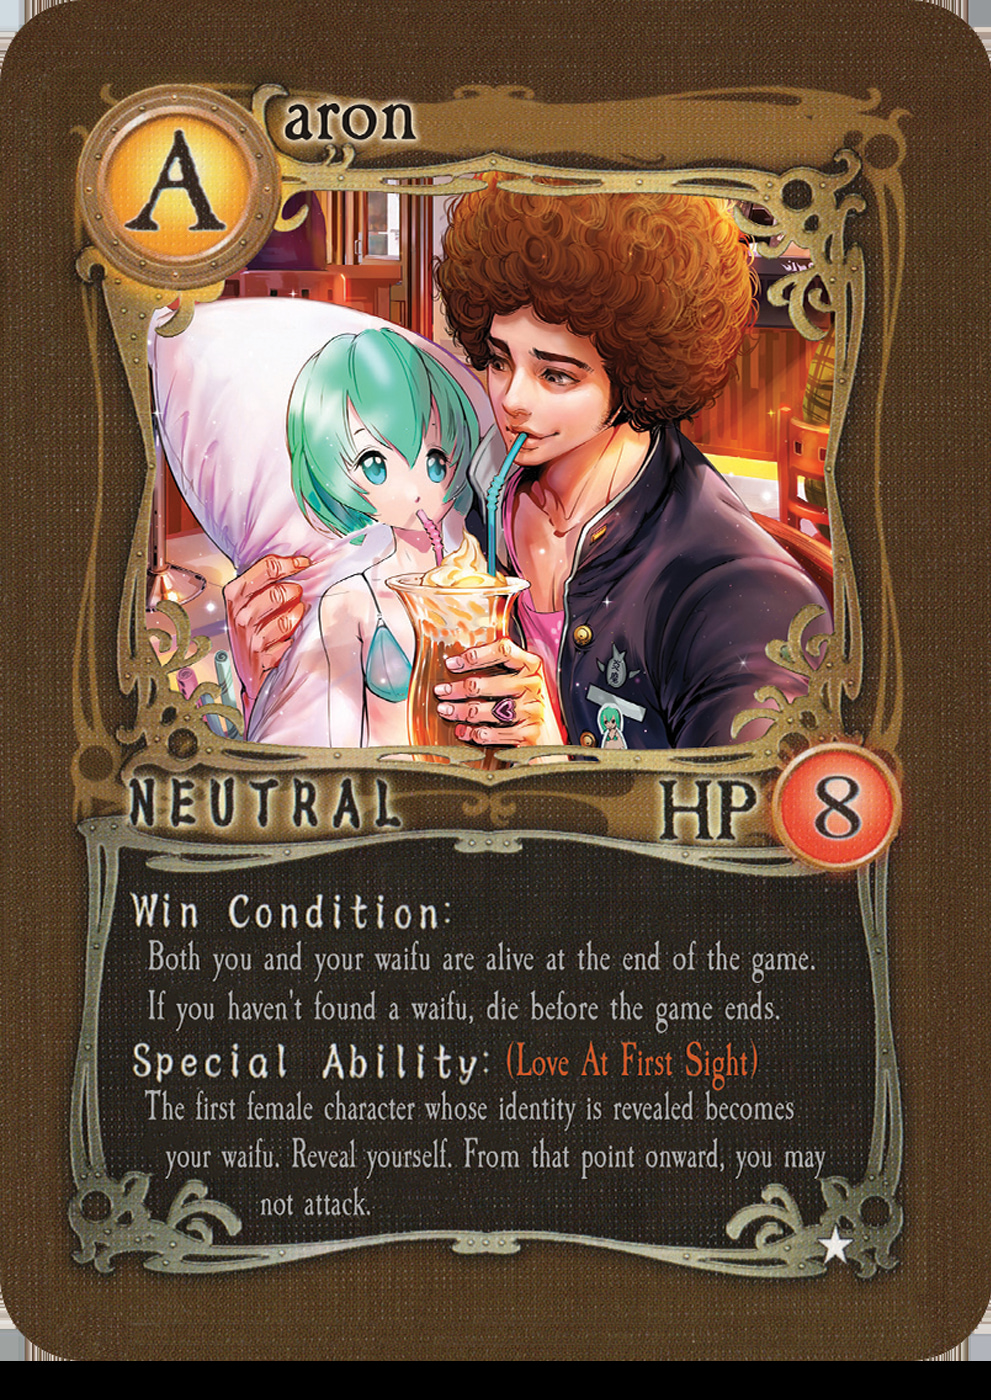 Aaron
NEUTRAL HP 8
Win Condition:
Both you and your waifu are alive at the end of the game.
If you haven't found a waifu, die before the game ends.
Special Ability: (Love At First Sight)
The first female character whose identity is revealed becomes
your waifu. Reveal yourself. From that point onward, you may
not attack.